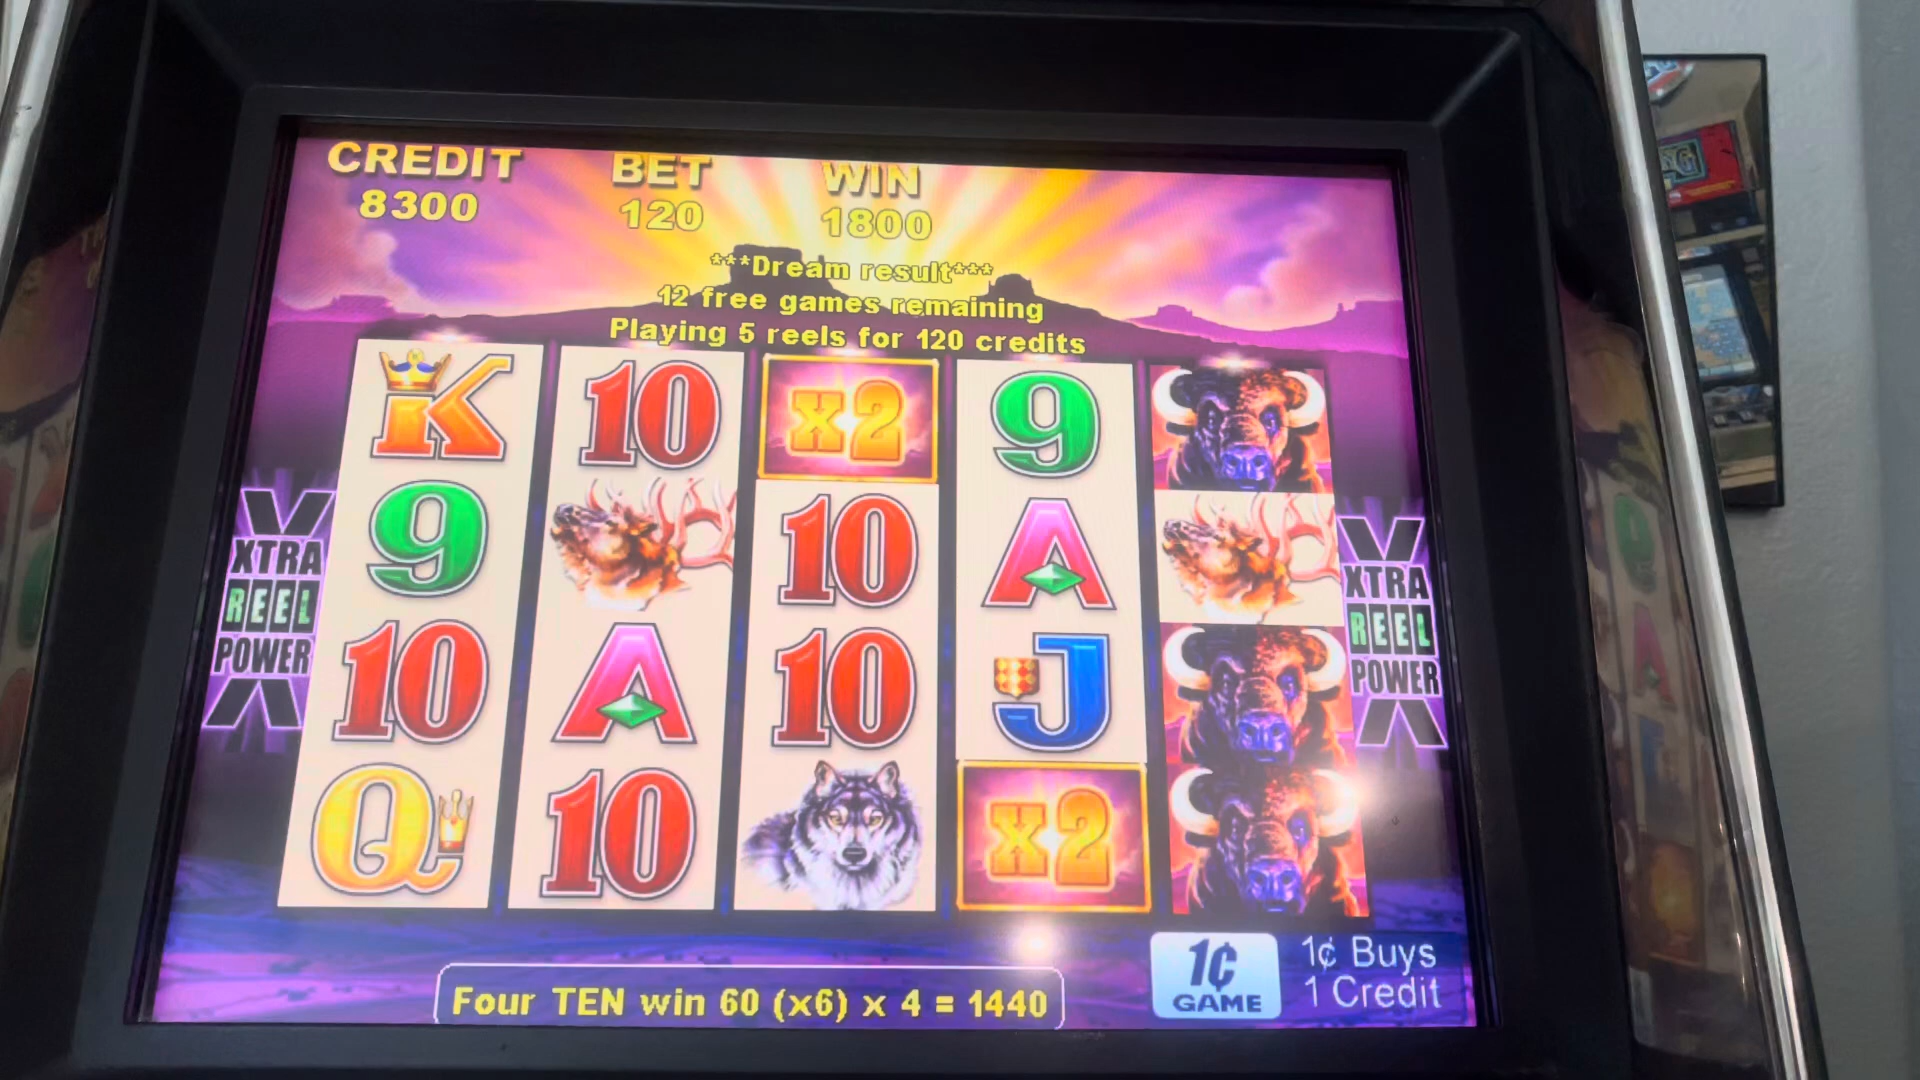 CREDIT BET WIN
8300 120 1800
***Dream result***
12 free games remaining
Playing 5 reels for 120 credits
K 10 x2 9
9 10 A
10 A 10 J
Q 10 x2
XTRA
REEL
POWER
XTRA
REEL
POWER
Four TEN win 60 (x6) x 4 = 1440
1¢
GAME
1¢ Buys
1 Credit